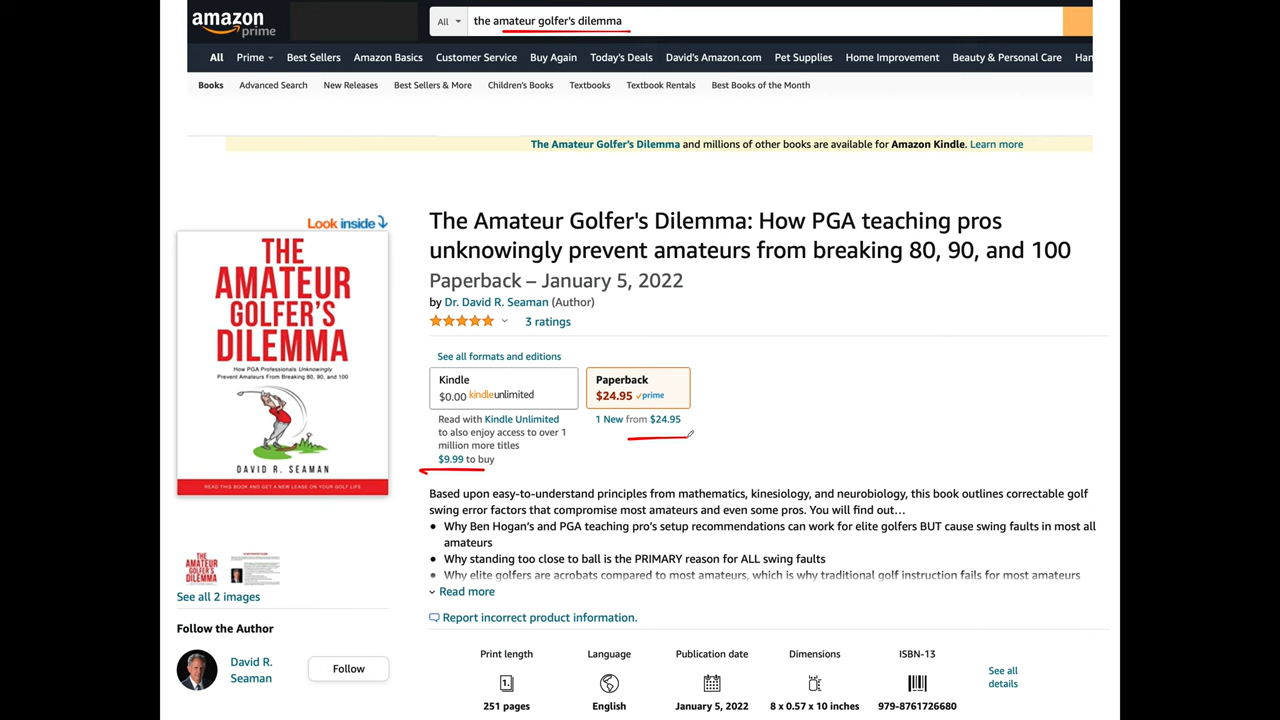 amazon
prime
All
the amateur golfer's dilemma
All Prime Best Sellers Amazon Basics Customer Service Buy Again Today's Deals David's Amazon.com Pet Supplies Home Improvement Beauty & Personal Care Han
Books Advanced Search New Releases Best Sellers & More Children's Books Textbooks Textbook Rentals Best Books of the Month
The Amateur Golfer's Dilemma and millions of other books are available for Amazon Kindle. Learn more
Look inside
THE
AMATEUR
GOLFER'S
DILEMMA
How PGA Professionals Unknowingly
Prevent Amateurs From Breaking 80, 90, and 100
DAVID R. SEAMAN
READ THIS BOOK AND GET A NEW LEASE ON YOUR GOLF LIFE
THE
AMATEUR
GOLFER'S
DILEMMA
See all 2 images
Follow the Author
David R.
Seaman
Follow
The Amateur Golfer's Dilemma: How PGA teaching pros
unknowingly prevent amateurs from breaking 80, 90, and 100
Paperback – January 5, 2022
by Dr. David R. Seaman (Author)
3 ratings
See all formats and editions
Kindle
$0.00 kindleunlimited
Read with Kindle Unlimited
to also enjoy access to over 1
million more titles
$9.99 to buy
Paperback
$24.95 prime
1 New from $24.95
Based upon easy-to-understand principles from mathematics, kinesiology, and neurobiology, this book outlines correctable golf
swing error factors that compromise most amateurs and even some pros. You will find out…
● Why Ben Hogan's and PGA teaching pro's setup recommendations can work for elite golfers BUT cause swing faults in most all
amateurs
● Why standing too close to ball is the PRIMARY reason for ALL swing faults
● Why elite golfers are acrobats compared to most amateurs, which is why traditional golf instruction fails for most amateurs
Read more
Report incorrect product information.
Print length Language Publication date Dimensions ISBN-13
See all
details
251 pages English January 5, 2022 8 x 0.57 x 10 inches 979-8761726680